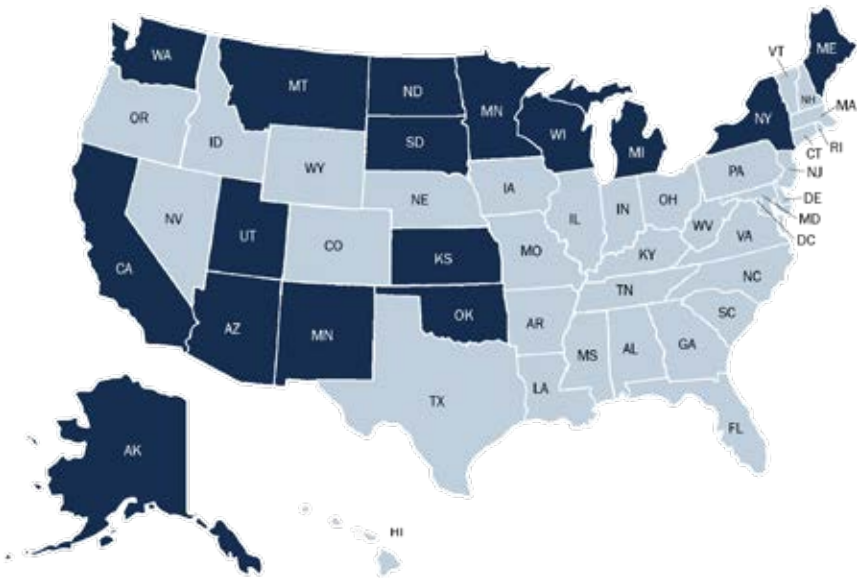 WA
MT
ND
MN
ME
VT
NH
MA
NY
OR
ID
SD
WI
MI
RI
CT
WY
PA
NJ
NE
IA
DE
NV
IL
IN
OH
MD
UT
CO
WV
VA
DC
CA
KS
MO
KY
NC
TN
AZ
MN
OK
AR
SC
MS
AL
GA
LA
TX
FL
AK
HI